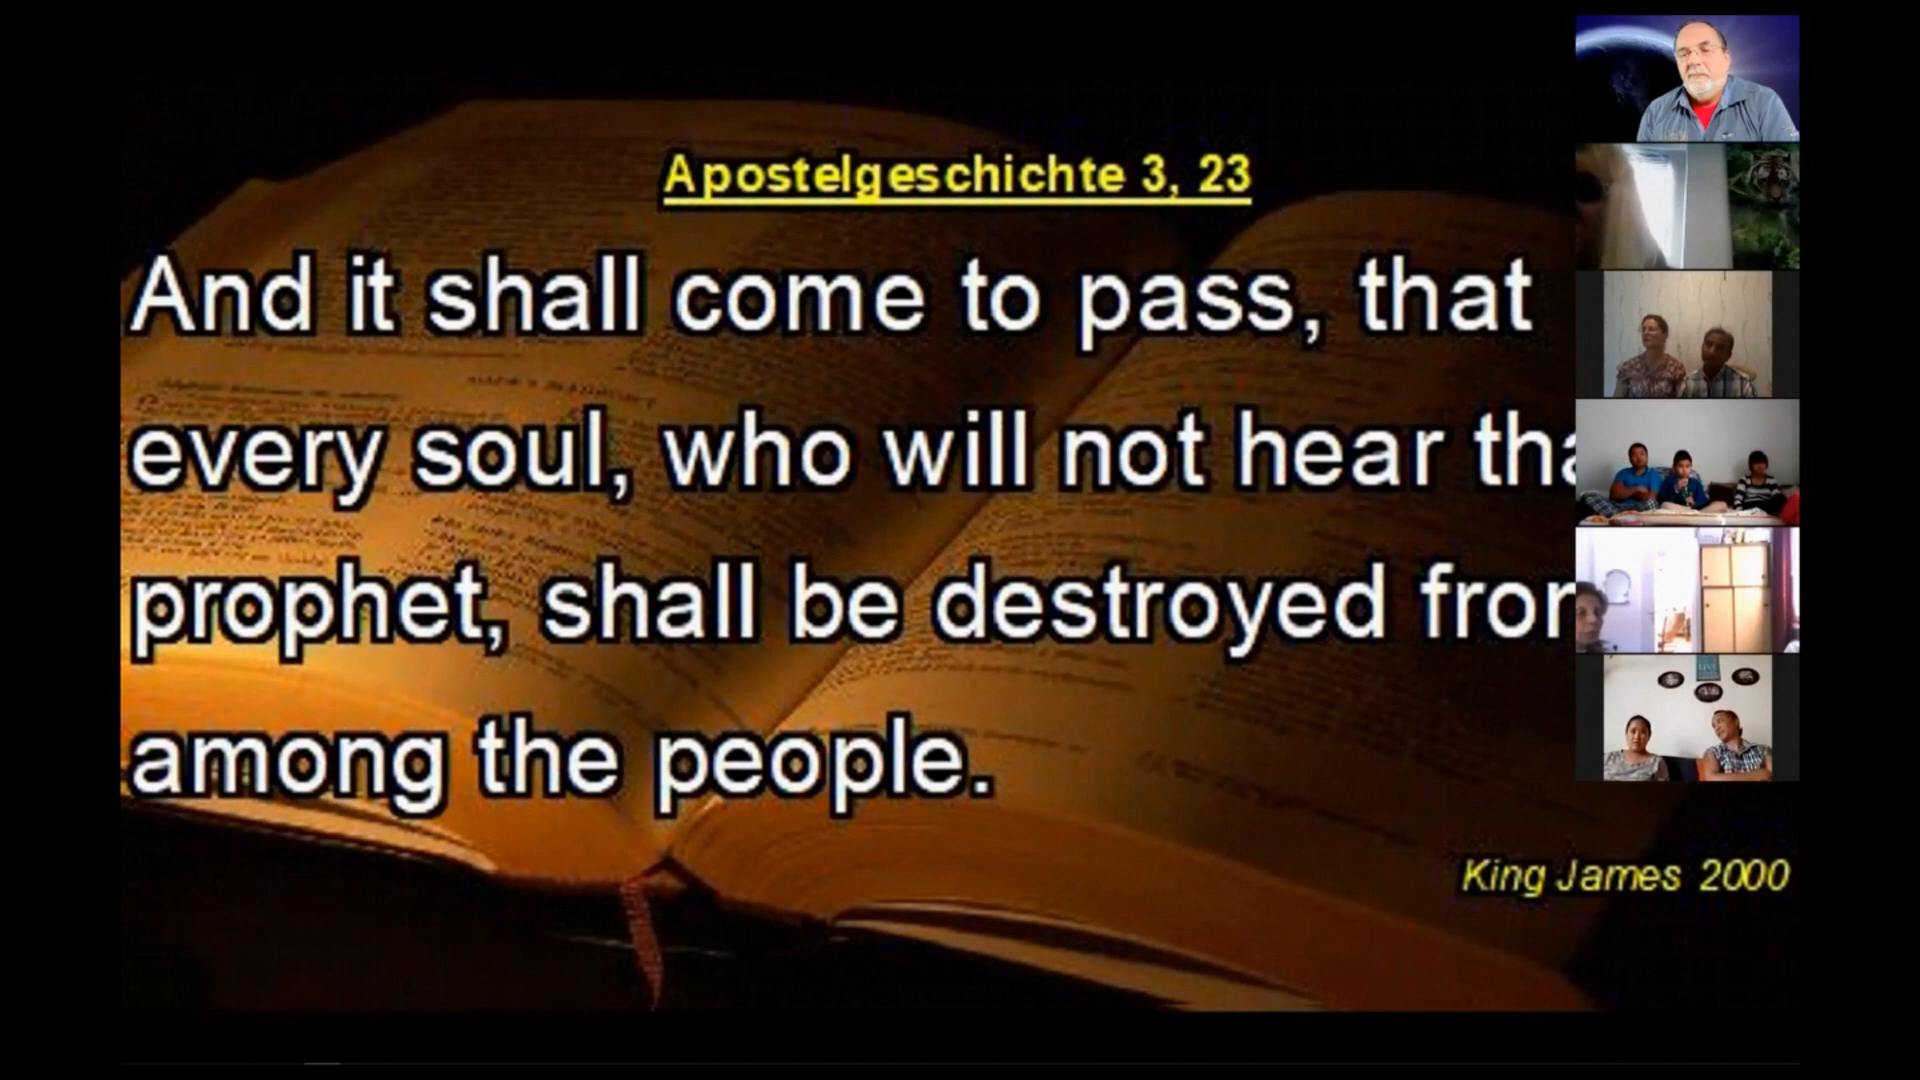 Apostelgeschichte 3, 23
And it shall come to pass, that
every soul, who will not hear
prophet, shall be destroyed
among the people.
King James 2000